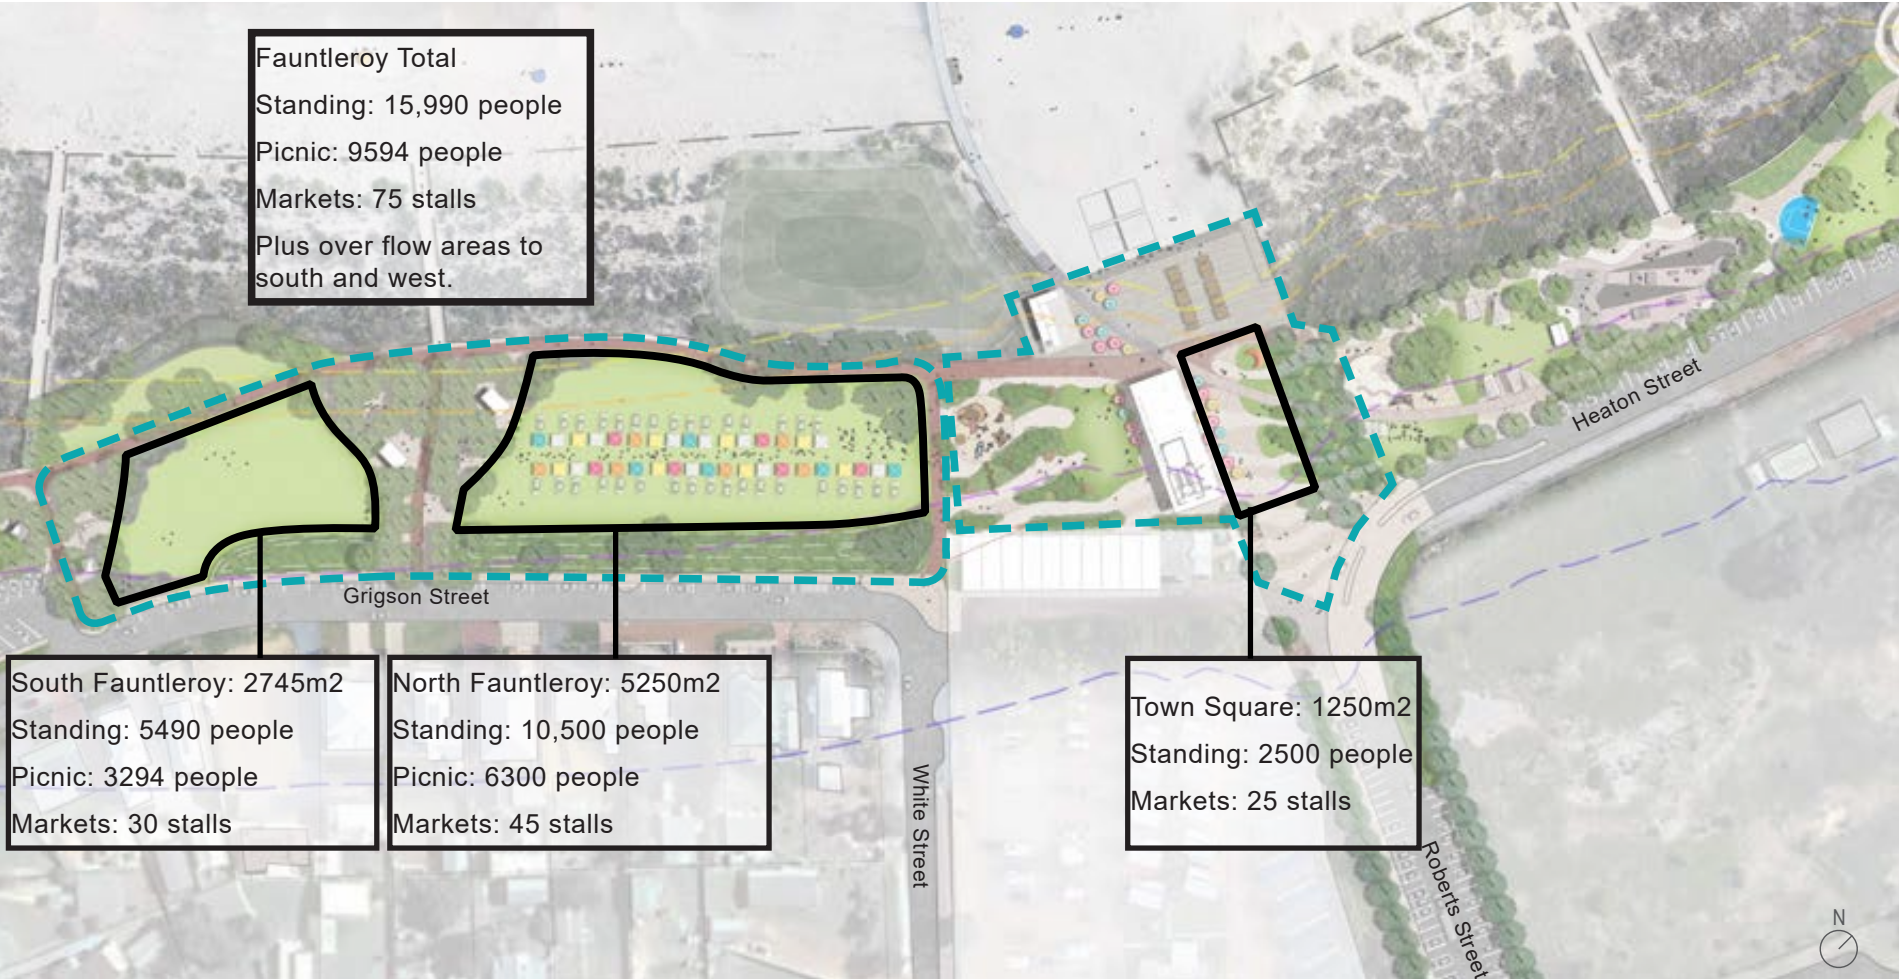 Fauntleroy Total
Standing: 15,990 people
Picnic: 9594 people
Markets: 75 stalls
Plus over flow areas to
south and west.
Heaton Street
Grigson Street
South Fauntleroy: 2745m2
Standing: 5490 people
Picnic: 3294 people
Markets: 30 stalls
North Fauntleroy: 5250m2
Standing: 10,500 people
Picnic: 6300 people
Markets: 45 stalls
White Street
Town Square: 1250m2
Standing: 2500 people
Markets: 25 stalls
Roberts Street
N